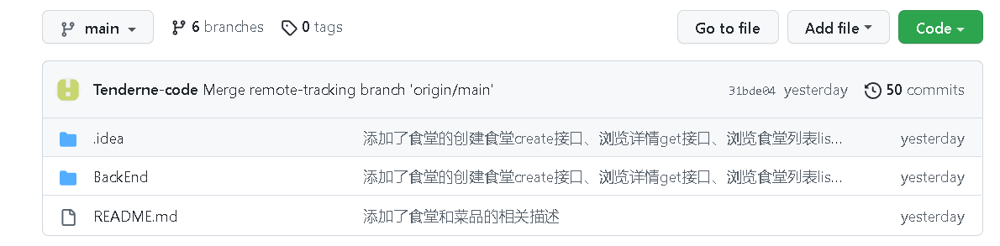 main 6 branches 0 tags Go to file Add file Code
Tenderne-code Merge remote-tracking branch 'origin/main' 31bde04 yesterday 50 commits
.idea 添加了食堂的创建食堂create接口、浏览详情get接口、浏览食堂列表lis... yesterday
BackEnd 添加了食堂的创建食堂create接口、浏览详情get接口、浏览食堂列表lis... yesterday
README.md 添加了食堂和菜品的相关描述 yesterday